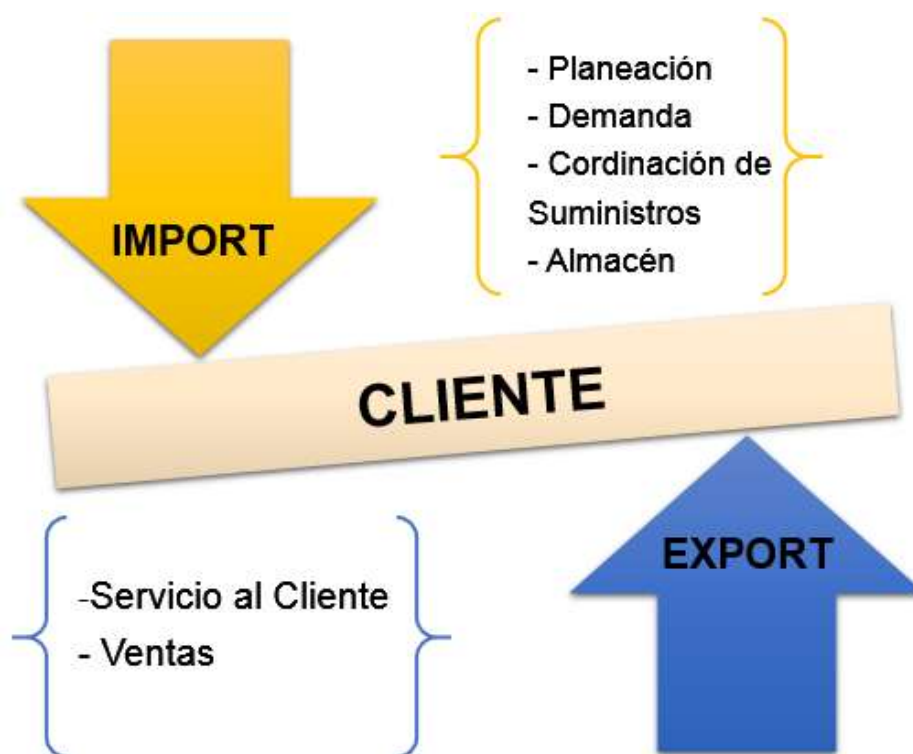 - Planeación
- Demanda
- Cordinación de
Suministros
- Almacén
IMPORT
CLIENTE
EXPORT
-Servicio al Cliente
- Ventas